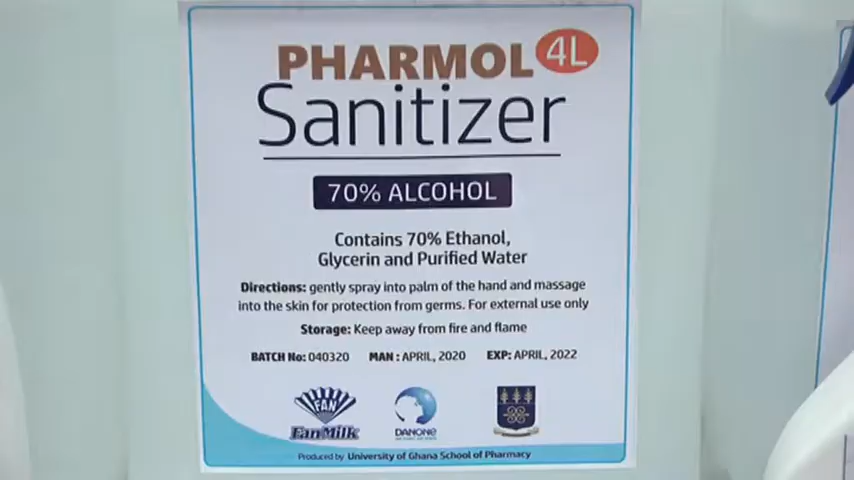 PHARMOL 4L
Sanitizer
70% ALCOHOL
Contains 70% Ethanol,
Glycerin and Purified Water
Directions: gently spray into palm of the hand and massage
into the skin for protection from germs. For external use only
Storage: Keep away from fire and flame
BATCH No: 040320 MAN : APRIL, 2020 EXP: APRIL, 2022
FAN
FanMilk
DANONE
Produced by University of Ghana School of Pharmacy